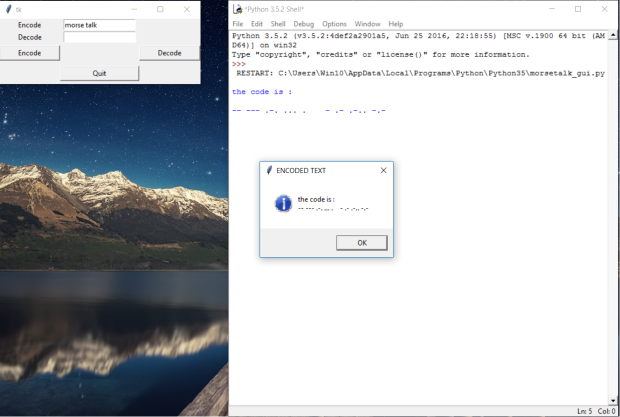 tk
Encode morse talk
Decode
Encode Decode
Quit
*Python 3.5.2 Shell*
File Edit Shell Debug Options Window Help
Python 3.5.2 (v3.5.2:4def2a2901a5, Jun 25 2016, 22:18:55) [MSC v.1900 64 bit (AM
D64)] on win32
Type "copyright", "credits" or "license()" for more information.
>>>
RESTART: C:\Users\Win10\AppData\Local\Programs\Python\Python35\morsetalk_gui.py
the code is :
-- --- .-. ... .    - .- .-.. -.-
ENCODED TEXT
the code is :
-- --- .-. ... .    - .- .-.. -.-
OK
Ln: 5 Col: 0